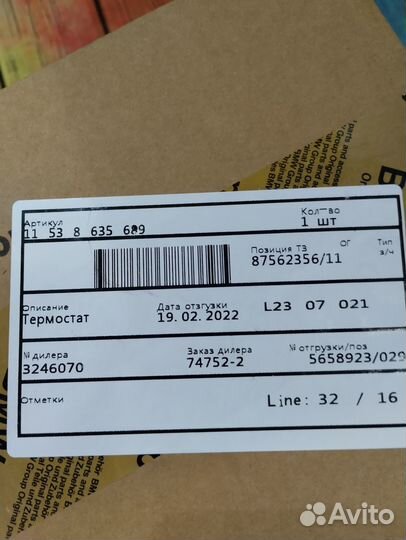 Артикул
Кол-во
11 53 8 635 689
1 шт
Позиция ТЗ
ОГ
Тип з/ч
87562356/11
Описание
Дата отзгузки
L23 07 021
Термостат
19. 02. 2022
№ дилера
Заказ дилера
№ отгрузки/поз
3246070
74752-2
5658923/029
Отметки
Line: 32 / 16
Avito